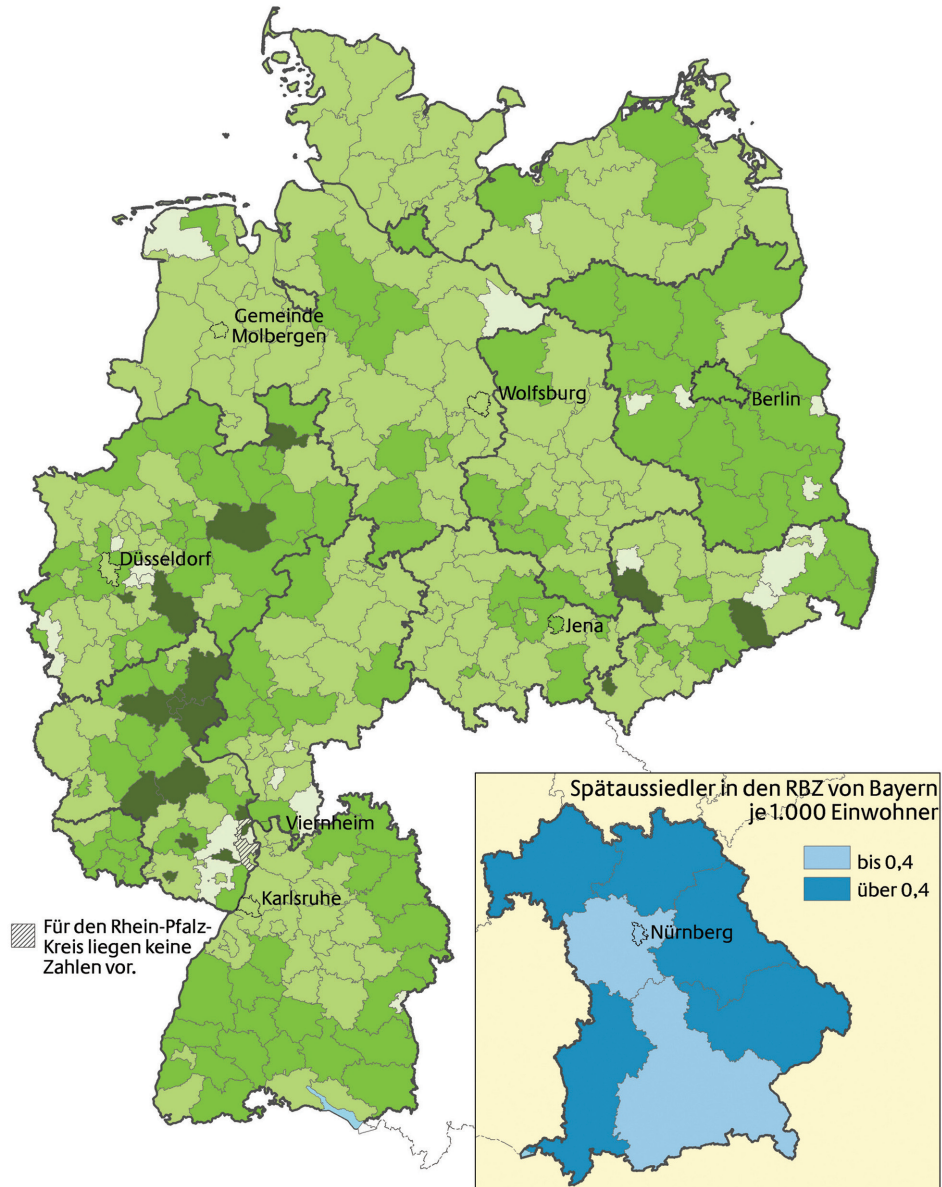 Gemeinde
Molbergen
Wolfsburg
Berlin
Düsseldorf
Jena
Viernheim
Karlsruhe
Für den Rhein-Pfalz-
Kreis liegen keine
Zahlen vor.
Spätaussiedler in den RBZ von Bayern
je 1.000 Einwohner
bis 0,4
über 0,4
Nürnberg